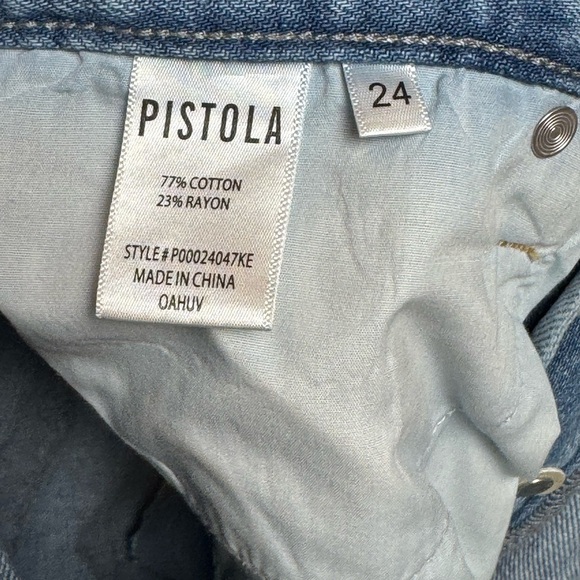 PISTOLA
24
77% COTTON
23% RAYON
STYLE# P00024047KE
MADE IN CHINA
OAHUV